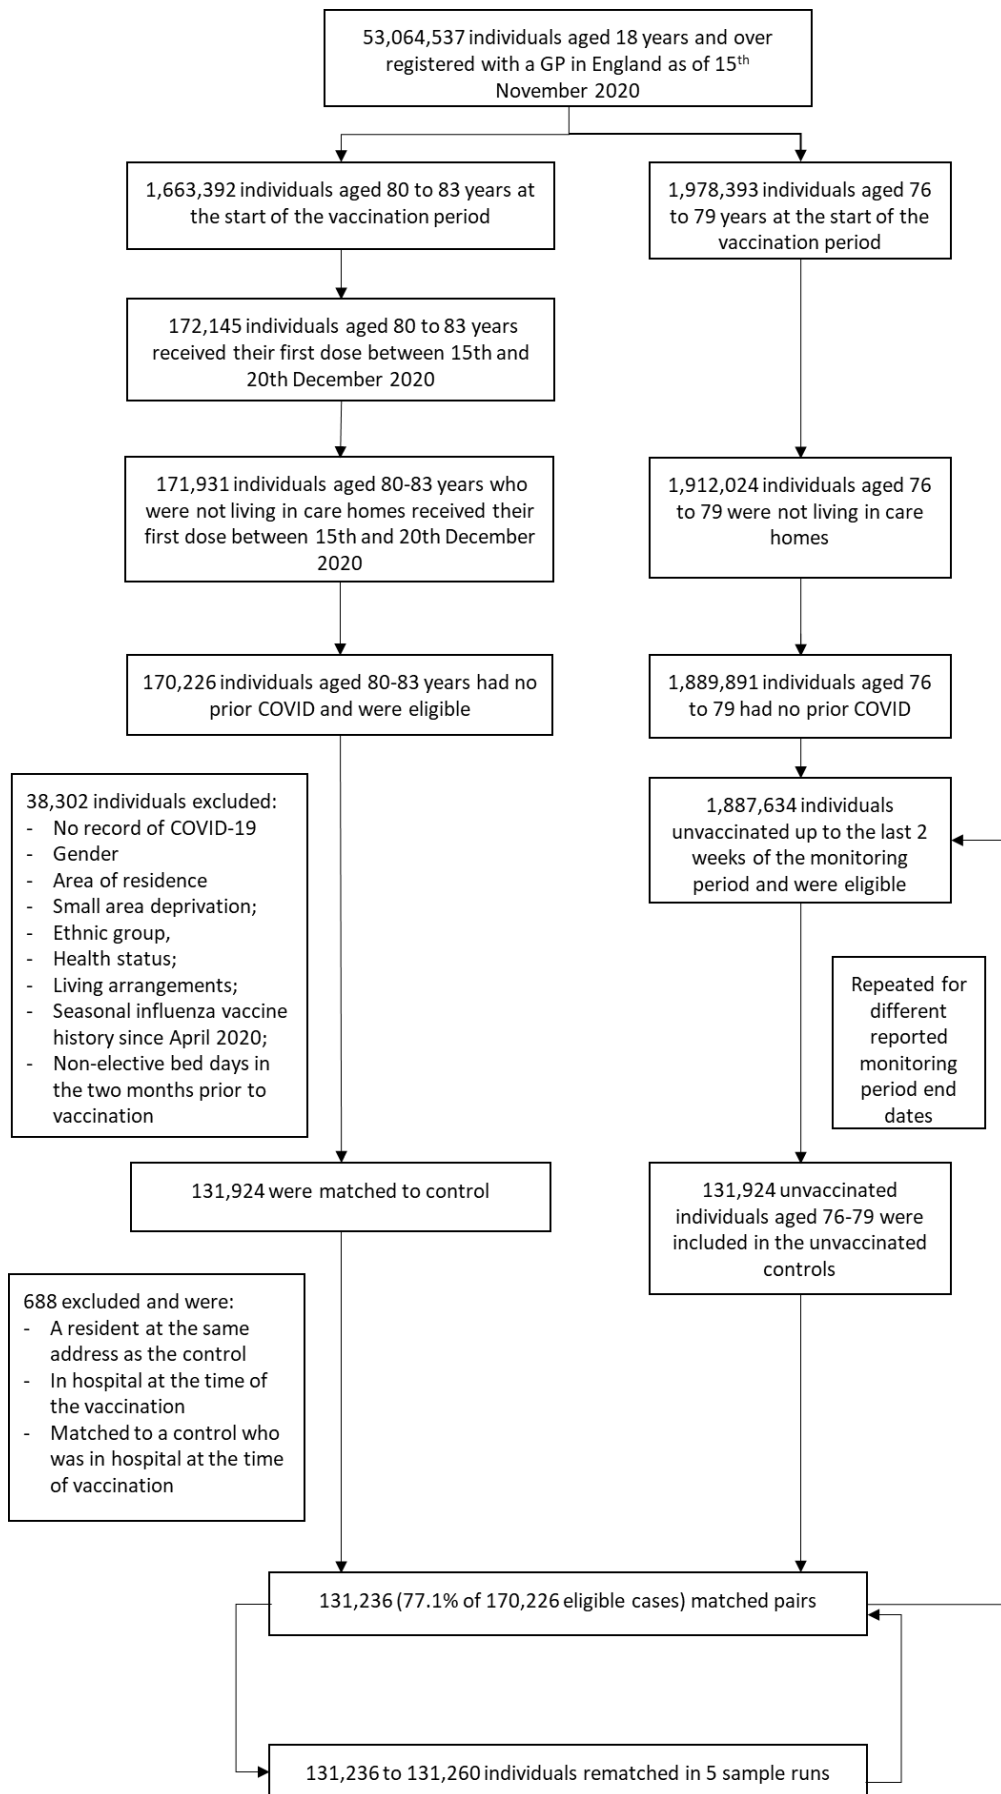 53,064,537 individuals aged 18 years and over
registered with a GP in England as of 15th
November 2020
1,663,392 individuals aged 80 to 83 years at
the start of the vaccination period
1,978,393 individuals aged 76
to 79 years at the start of the
vaccination period
172,145 individuals aged 80 to 83 years
received their first dose between 15th and
20th December 2020
171,931 individuals aged 80-83 years who
were not living in care homes received their
first dose between 15th and 20th December
2020
1,912,024 individuals aged 76
to 79 were not living in care
homes
170,226 individuals aged 80-83 years had no
prior COVID and were eligible
1,889,891 individuals aged 76
to 79 had no prior COVID
38,302 individuals excluded:
- No record of COVID-19
- Gender
- Area of residence
- Small area deprivation;
- Ethnic group,
- Health status;
- Living arrangements;
- Seasonal influenza vaccine
history since April 2020;
- Non-elective bed days in
the two months prior to
vaccination
1,887,634 individuals
unvaccinated up to the last 2
weeks of the monitoring
period and were eligible
Repeated for
different
reported
monitoring
period end
dates
131,924 were matched to control
131,924 unvaccinated
individuals aged 76-79 were
included in the unvaccinated
controls
688 excluded and were:
- A resident at the same
address as the control
- In hospital at the time of
the vaccination
- Matched to a control who
was in hospital at the time
of vaccination
131,236 (77.1% of 170,226 eligible cases) matched pairs
131,236 to 131,260 individuals rematched in 5 sample runs